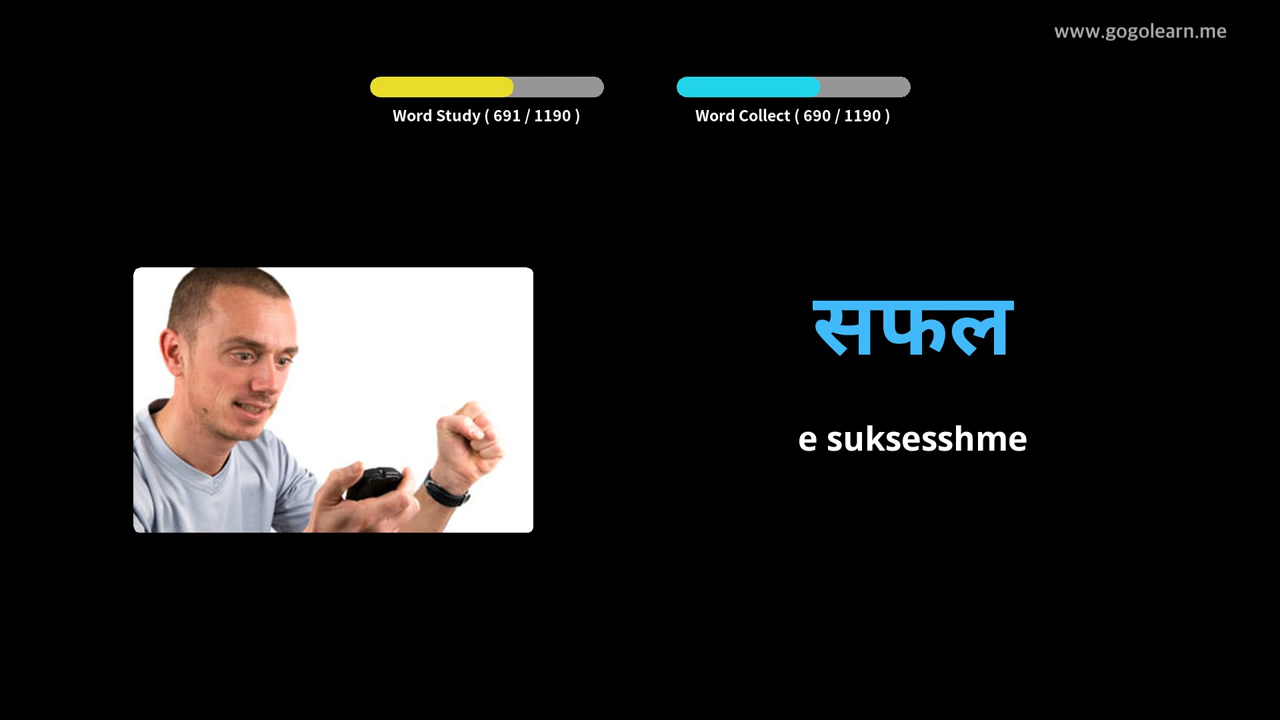 www.gogolearn.me
Word Study ( 691 / 1190 )
Word Collect ( 690 / 1190 )
सफल
e suksesshme